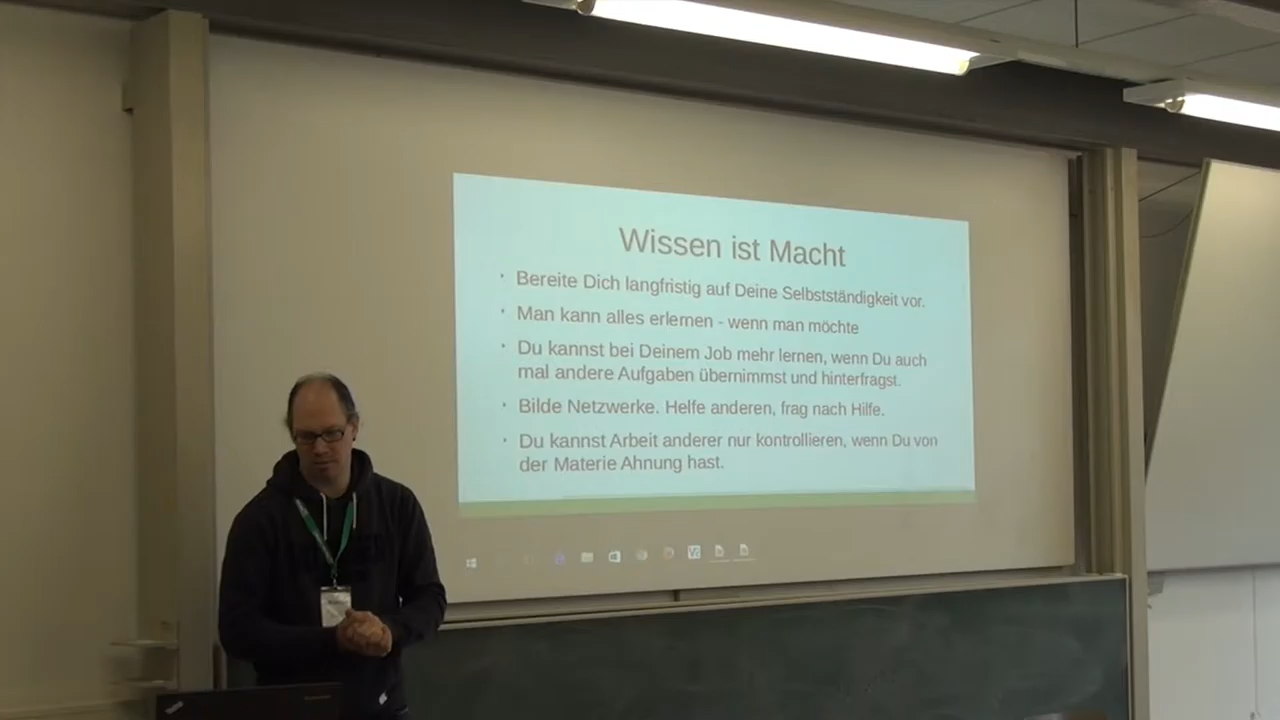 Wissen ist Macht
Bereite Dich langfristig auf Deine Selbstständigkeit vor.
Man kann alles erlernen - wenn man möchte
Du kannst bei Deinem Job mehr lernen, wenn Du auch
mal andere Aufgaben übernimmst und hinterfragst.
Bilde Netzwerke. Helfe anderen, frag nach Hilfe.
Du kannst Arbeit anderer nur kontrollieren, wenn Du von
der Materie Ahnung hast.